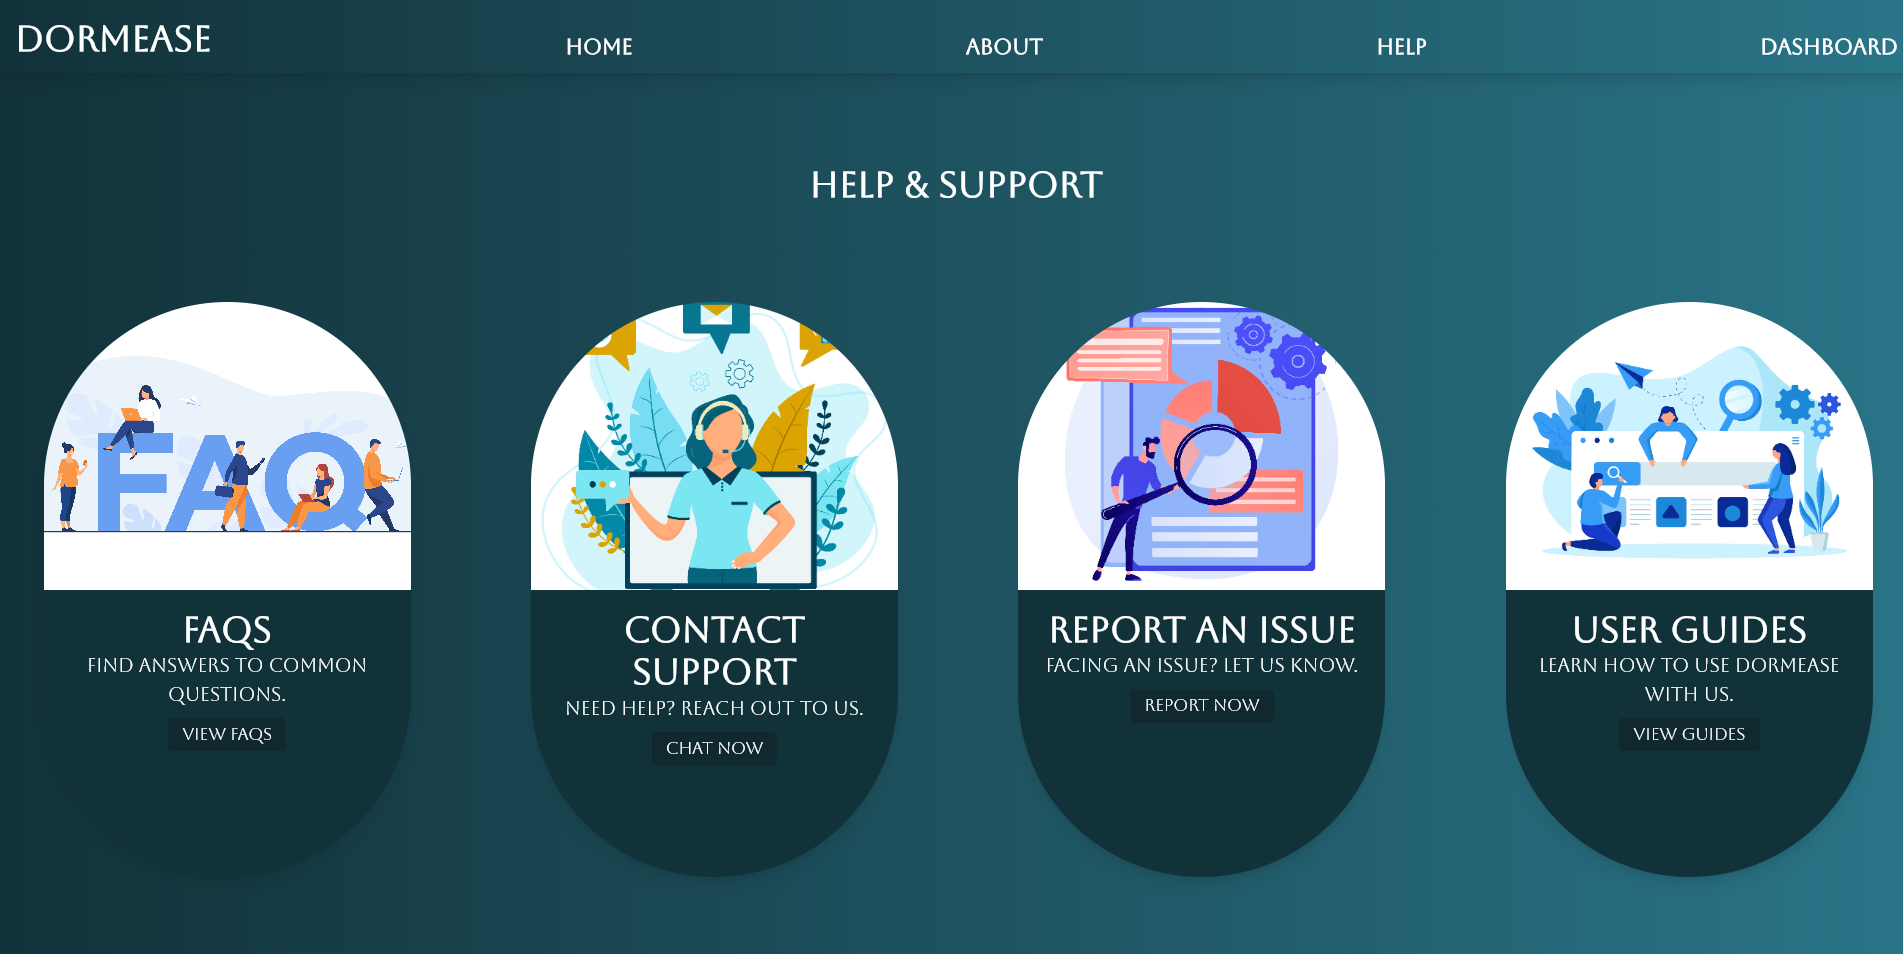 DORMEASE
HOME
ABOUT
HELP
DASHBOARD
HELP & SUPPORT
FAQ
FAQS
FIND ANSWERS TO COMMON
QUESTIONS.
VIEW FAQS
CONTACT
SUPPORT
NEED HELP? REACH OUT TO US.
CHAT NOW
REPORT AN ISSUE
FACING AN ISSUE? LET US KNOW.
REPORT NOW
USER GUIDES
LEARN HOW TO USE DORMEASE
WITH US.
VIEW GUIDES